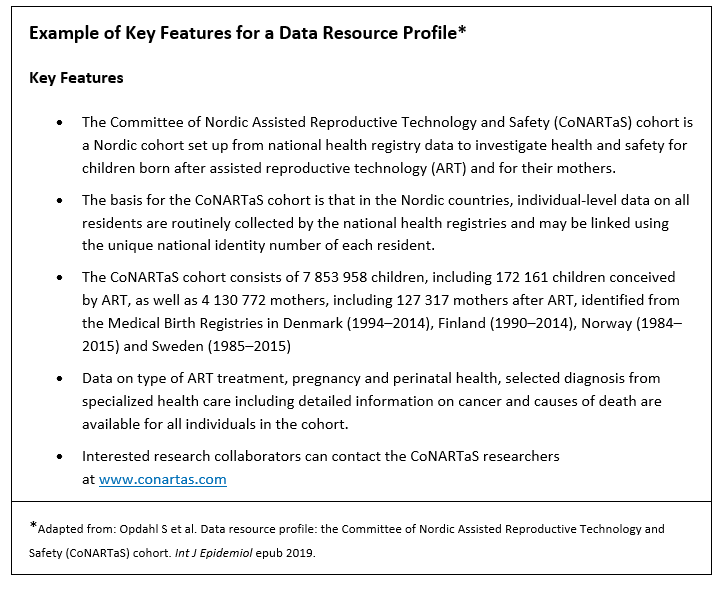 Example of Key Features for a Data Resource Profile*
Key Features
• The Committee of Nordic Assisted Reproductive Technology and Safety (CoNARTaS) cohort is
a Nordic cohort set up from national health registry data to investigate health and safety for
children born after assisted reproductive technology (ART) and for their mothers.
• The basis for the CoNARTaS cohort is that in the Nordic countries, individual-level data on all
residents are routinely collected by the national health registries and may be linked using
the unique national identity number of each resident.
• The CoNARTaS cohort consists of 7 853 958 children, including 172 161 children conceived
by ART, as well as 4 130 772 mothers, including 127 317 mothers after ART, identified from
the Medical Birth Registries in Denmark (1994–2014), Finland (1990–2014), Norway (1984–
2015) and Sweden (1985–2015)
• Data on type of ART treatment, pregnancy and perinatal health, selected diagnosis from
specialized health care including detailed information on cancer and causes of death are
available for all individuals in the cohort.
• Interested research collaborators can contact the CoNARTaS researchers
at www.conartas.com
*Adapted from: Opdahl S et al. Data resource profile: the Committee of Nordic Assisted Reproductive Technology and
Safety (CoNARTaS) cohort. Int J Epidemiol epub 2019.